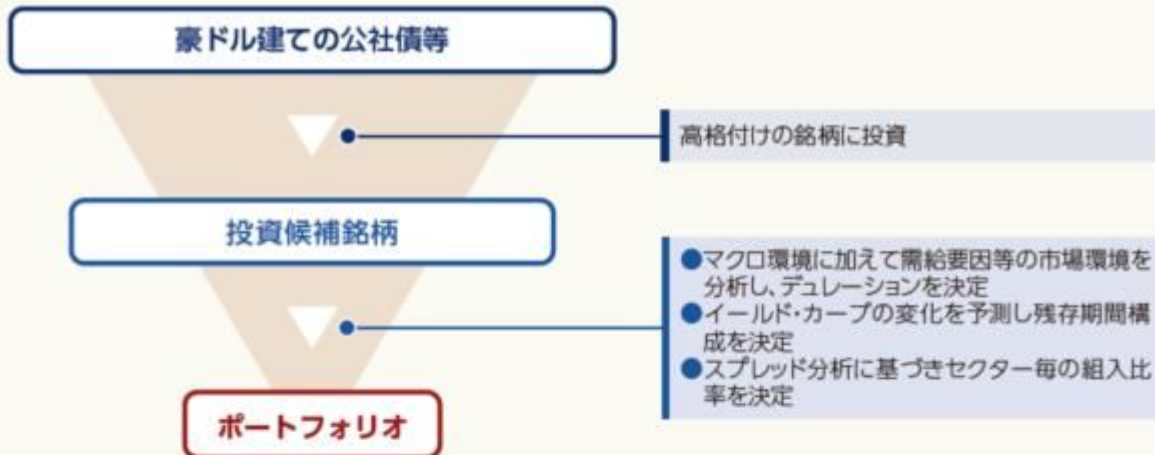 豪ドル建ての公社債等
高格付けの銘柄に投資
投資候補銘柄
●マクロ環境に加えて需給要因等の市場環境を
分析し、デュレーションを決定
●イールド・カーブの変化を予測し残存期間構
成を決定
●スプレッド分析に基づきセクター毎の組入比
率を決定
ポートフォリオ